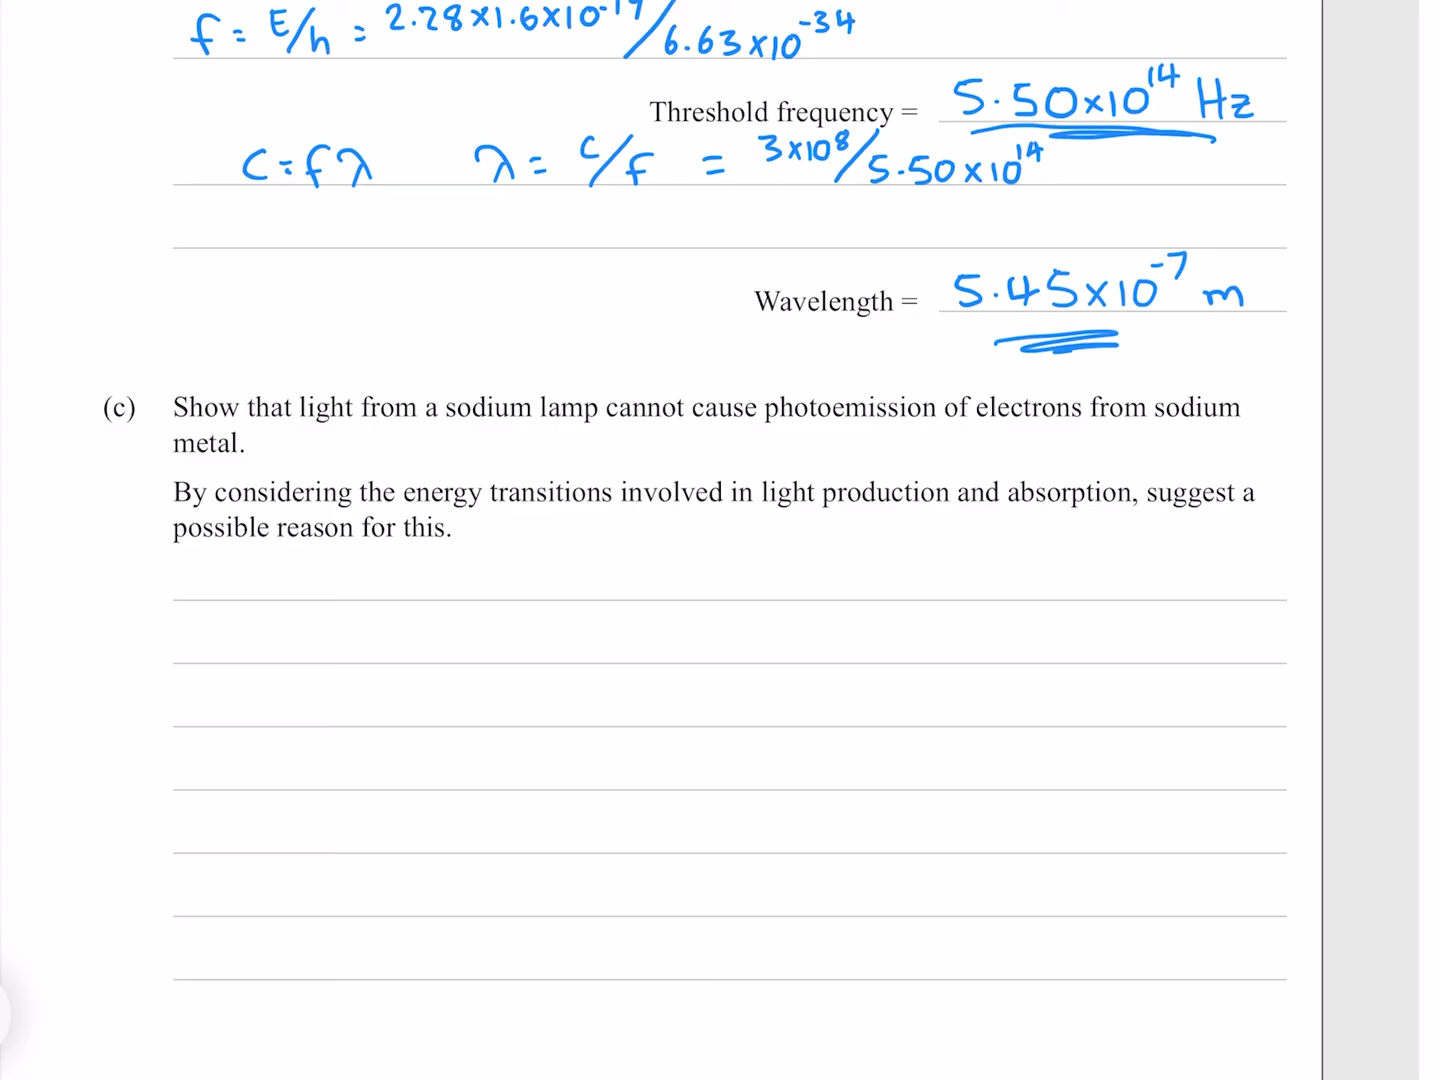 f = E/h = 2.28×1.6×10⁻¹⁹/6.63×10⁻³⁴
Threshold frequency = 5.50×10¹⁴ Hz
c = fλ λ = c/f = 3×10⁸/5.50×10¹⁴
Wavelength = 5.45×10⁻⁷ m
(c) Show that light from a sodium lamp cannot cause photoemission of electrons from sodium
metal.
By considering the energy transitions involved in light production and absorption, suggest a
possible reason for this.